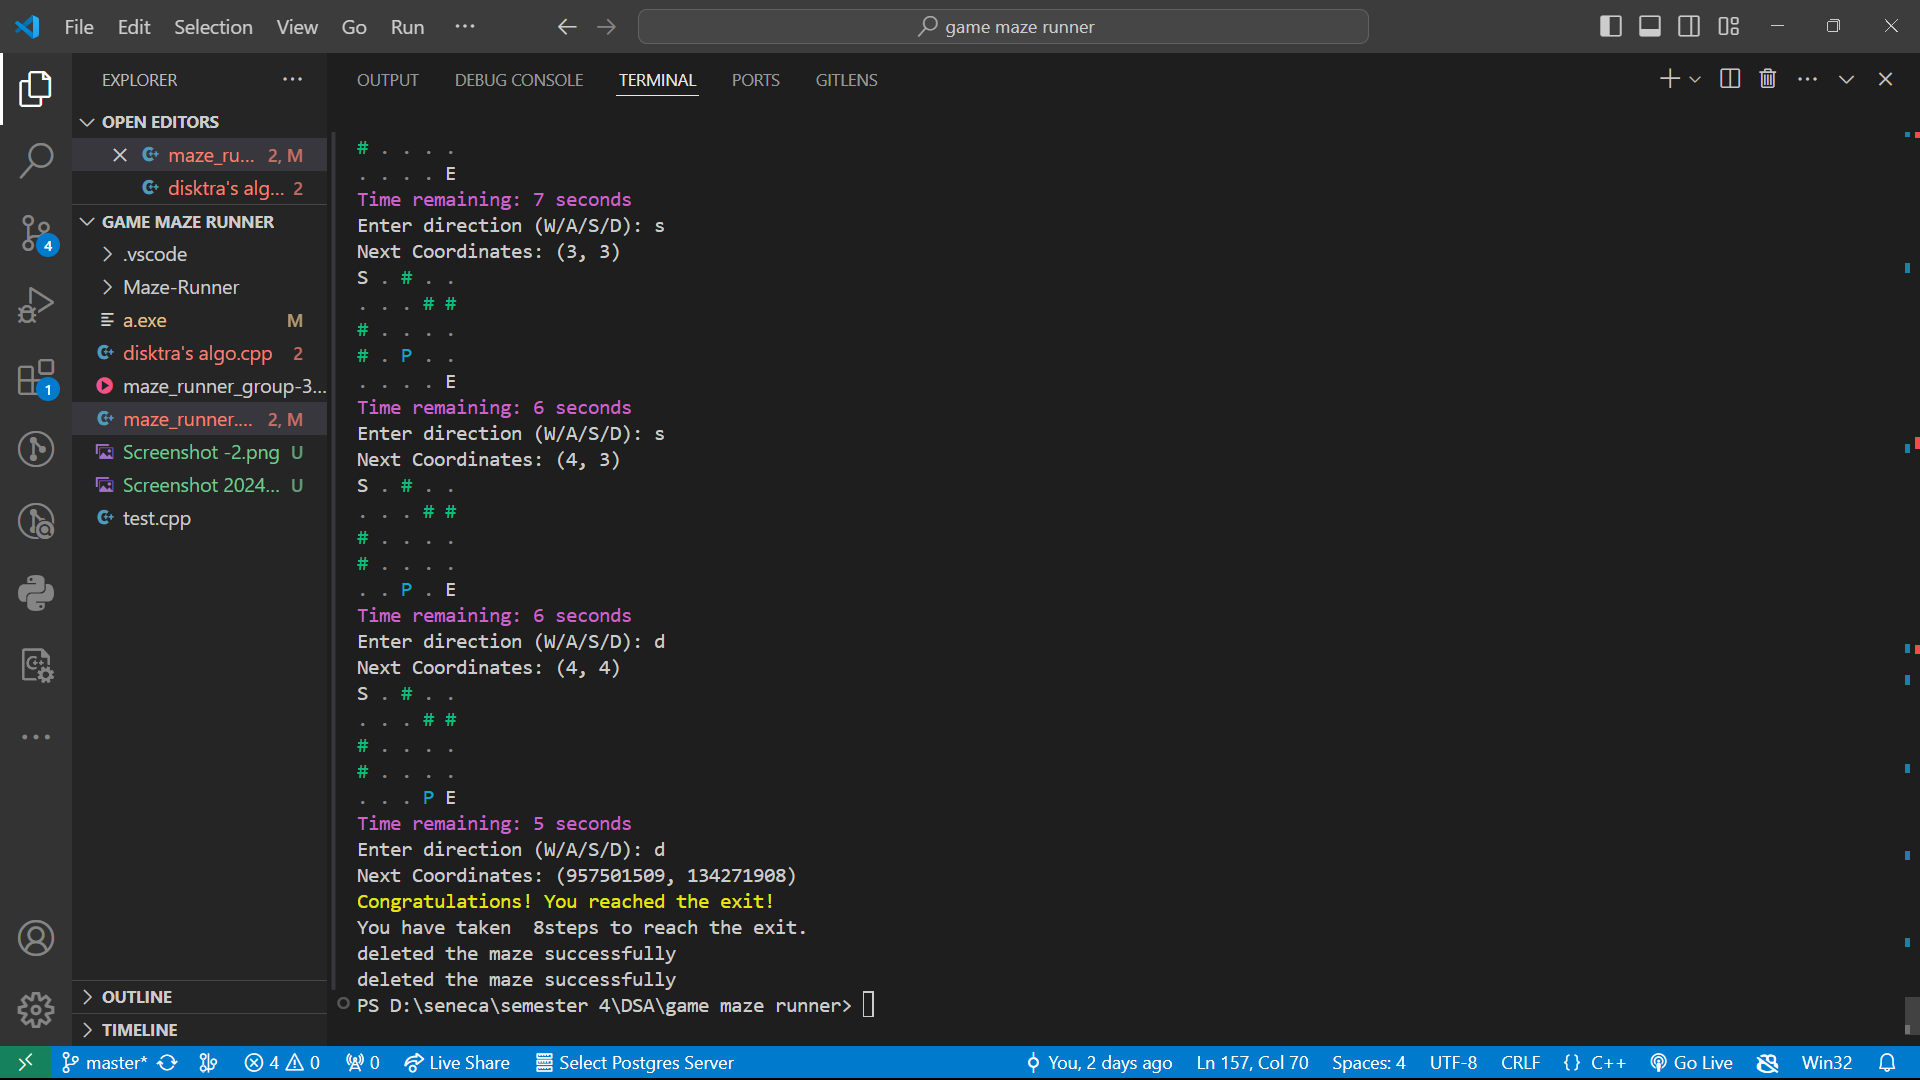 File Edit Selection View Go Run ··· game maze runner
EXPLORER ···
OPEN EDITORS
maze_ru... 2, M
disktra's alg... 2
GAME MAZE RUNNER
.vscode
Maze-Runner
a.exe M
disktra's algo.cpp 2
maze_runner_group-3...
maze_runner.... 2, M
Screenshot -2.png U
Screenshot 2024... U
test.cpp
OUTLINE
TIMELINE
4
1
OUTPUT DEBUG CONSOLE TERMINAL PORTS GITLENS
# . . . .
. . . . E
Time remaining: 7 seconds
Enter direction (W/A/S/D): s
Next Coordinates: (3, 3)
S . # . .
. . . # #
# . . . .
# . P . .
. . . . E
Time remaining: 6 seconds
Enter direction (W/A/S/D): s
Next Coordinates: (4, 3)
S . # . .
. . . # #
# . . . .
# . . . .
. . P . E
Time remaining: 6 seconds
Enter direction (W/A/S/D): d
Next Coordinates: (4, 4)
S . # . .
. . . # #
# . . . .
# . . . .
. . . P E
Time remaining: 5 seconds
Enter direction (W/A/S/D): d
Next Coordinates: (957501509, 134271908)
Congratulations! You reached the exit!
You have taken  8steps to reach the exit.
deleted the maze successfully
deleted the maze successfully
PS D:\seneca\semester 4\DSA\game maze runner>
master* 4 0 0 Live Share Select Postgres Server You, 2 days ago Ln 157, Col 70 Spaces: 4 UTF-8 CRLF {} C++ Go Live Win32